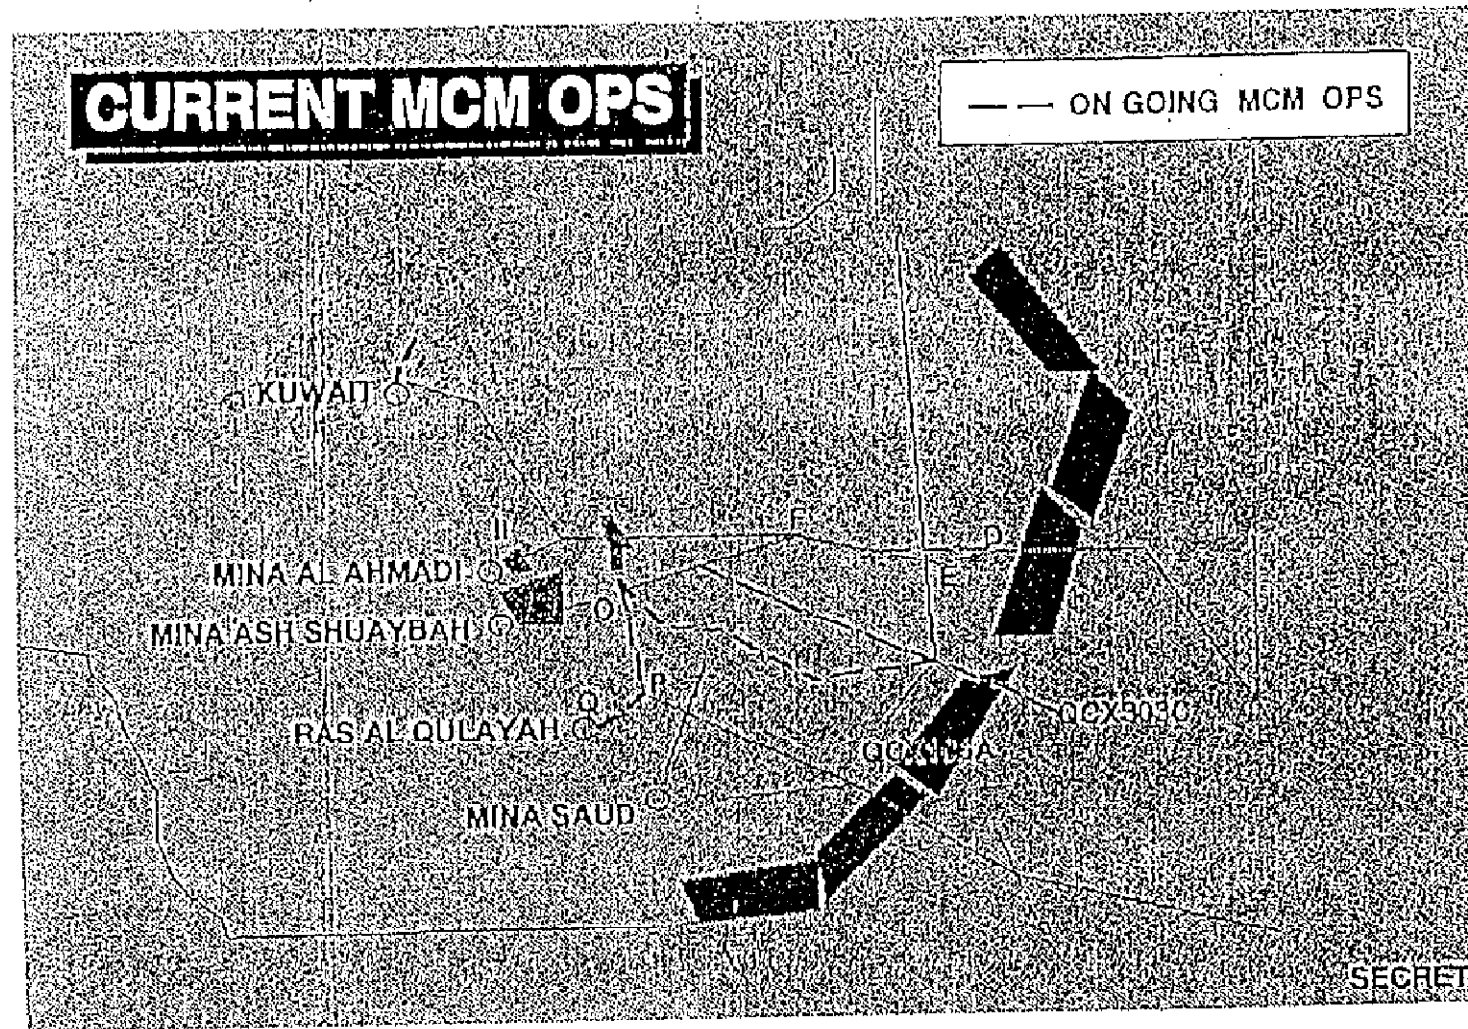 CURRENT MCM OPS
ON GOING MCM OPS
KUWAIT
MINA AL AHMADI
MINA ASH SHUAYBAH
RAS AL QULAYAH
MINA SAUD
D
E
O
P
Q
SECRET